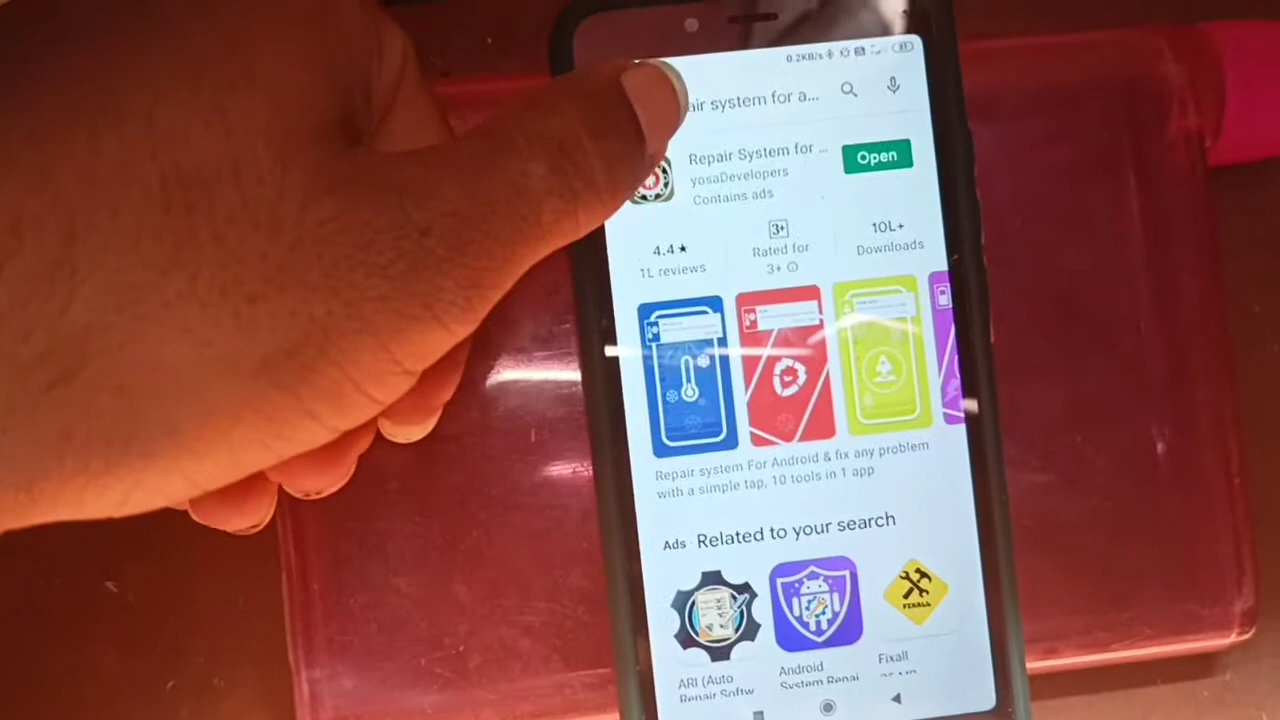 0.2KB/s
81
air system for a...
Repair System for ...
Open
yosaDevelopers
Contains ads
4.4★
1L reviews
3+
Rated for
3+
10L+
Downloads
Repair system For Android & fix any problem
with a simple tap, 10 tools in 1 app
Ads · Related to your search
FIXALL
ARI (Auto
Repair Softw
Android
System Repai
Fixall